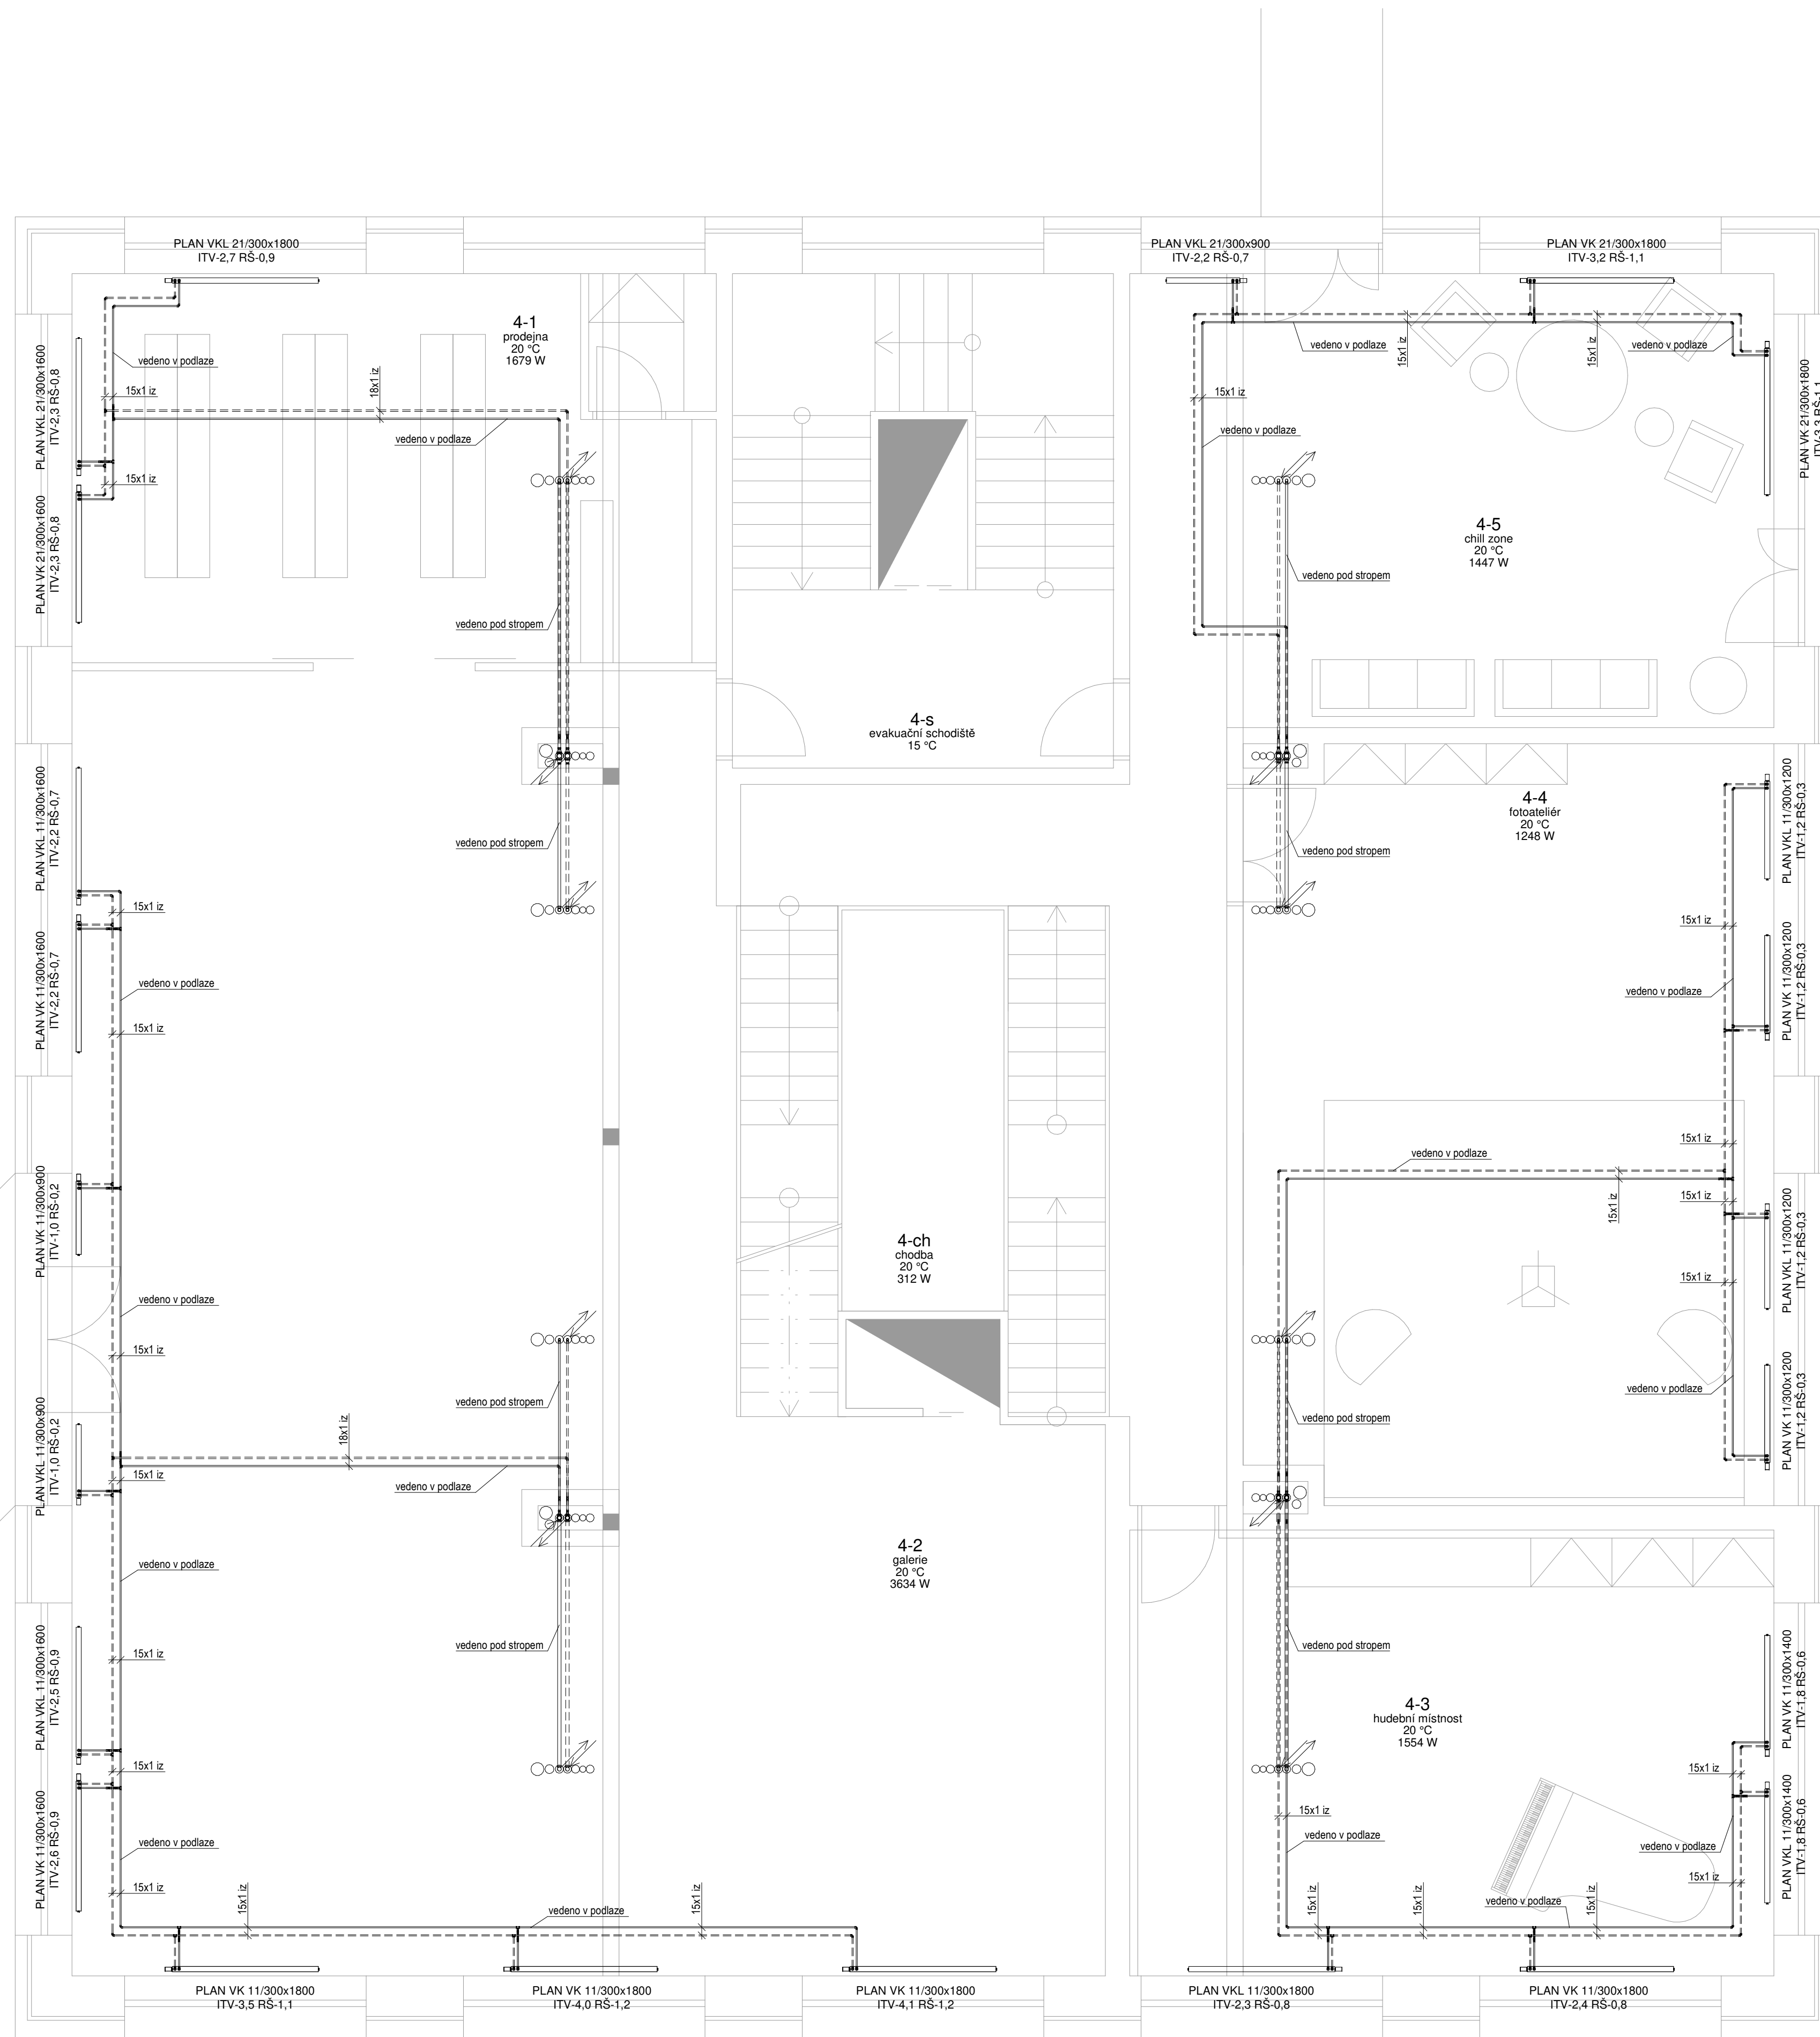 PLAN VKL 21/300x1800
ITV-2,7 RŠ-0,9
PLAN VKL 21/300x900
ITV-2,2 RŠ-0,7
PLAN VK 21/300x1800
ITV-3,2 RŠ-1,1
PLAN VKL 21/300x1600
ITV-2,3 RŠ-0,8
PLAN VK 21/300x1600
ITV-2,3 RŠ-0,8
vedeno v podlaze
15x1 iz
15x1 iz
18x1 iz
vedeno v podlaze
4-1
prodejna
20 °C
1679 W
vedeno pod stropem
vedeno v podlaze
15x1 iz
15x1 iz
vedeno v podlaze
15x1 iz
vedeno v podlaze
PLAN VK 21/300x1800
ITV-3,3 RŠ-1,1
4-5
chill zone
20 °C
1447 W
vedeno pod stropem
4-s
evakuační schodiště
15 °C
PLAN VKL 11/300x1600
ITV-2,2 RŠ-0,7
PLAN VK 11/300x1600
ITV-2,2 RŠ-0,7
15x1 iz
vedeno v podlaze
15x1 iz
vedeno pod stropem
vedeno pod stropem
4-4
fotoateliér
20 °C
1248 W
PLAN VKL 11/300x1200
ITV-1,2 RŠ-0,3
15x1 iz
vedeno v podlaze
PLAN VK 11/300x1200
ITV-1,2 RŠ-0,3
15x1 iz
vedeno v podlaze
15x1 iz
15x1 iz
15x1 iz
PLAN VKL 11/300x1200
ITV-1,2 RŠ-0,3
vedeno v podlaze
PLAN VK 11/300x1200
ITV-1,2 RŠ-0,3
PLAN VK 11/300x900
ITV-1,0 RŠ-0,2
vedeno v podlaze
15x1 iz
4-ch
chodba
20 °C
312 W
vedeno pod stropem
vedeno pod stropem
PLAN VKL 11/300x900
ITV-1,0 RŠ-0,2
18x1 iz
15x1 iz
vedeno v podlaze
vedeno v podlaze
4-2
galerie
20 °C
3634 W
PLAN VKL 11/300x1600
ITV-2,5 RŠ-0,9
15x1 iz
vedeno pod stropem
vedeno pod stropem
4-3
hudební místnost
20 °C
1554 W
PLAN VK 11/300x1400
ITV-1,8 RŠ-0,6
15x1 iz
PLAN VK 11/300x1600
ITV-2,6 RŠ-0,9
vedeno v podlaze
15x1 iz
15x1 iz
vedeno v podlaze
15x1 iz
15x1 iz
vedeno v podlaze
15x1 iz
15x1 iz
vedeno v podlaze
15x1 iz
vedeno v podlaze
15x1 iz
PLAN VKL 11/300x1400
ITV-1,8 RŠ-0,6
PLAN VK 11/300x1800
ITV-3,5 RŠ-1,1
PLAN VK 11/300x1800
ITV-4,0 RŠ-1,2
PLAN VK 11/300x1800
ITV-4,1 RŠ-1,2
PLAN VKL 11/300x1800
ITV-2,3 RŠ-0,8
PLAN VK 11/300x1800
ITV-2,4 RŠ-0,8